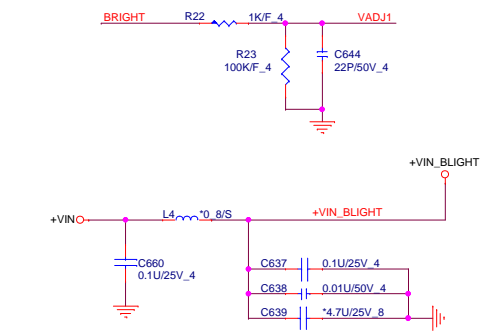 BRIGHT R22 1K/F_4 VADJ1
R23 C644
100K/F_4 22P/50V_4
+VIN_BLIGHT
+VIN L4 *0_8/S +VIN_BLIGHT
C660 C637 0.1U/25V_4
0.1U/25V_4
C638 0.01U/50V_4
C639 *4.7U/25V_8